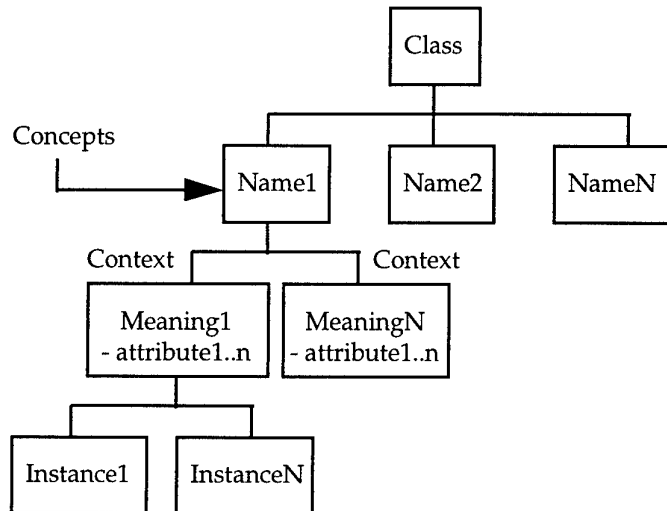 Class
Concepts
Name1
Name2
NameN
Context
Context
Meaning1
- attribute1..n
MeaningN
- attribute1..n
Instance1
InstanceN